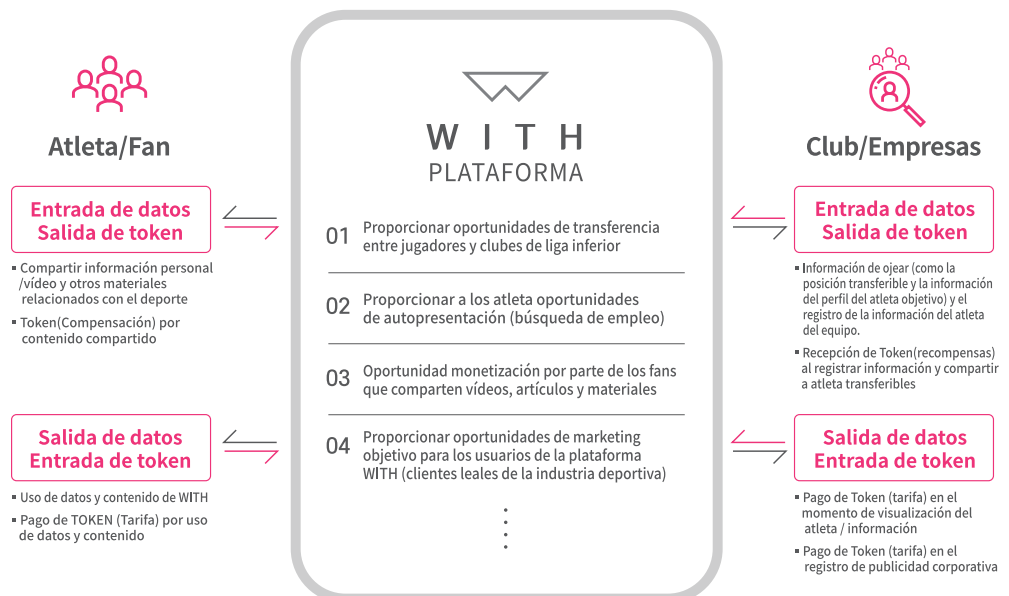 Atleta/Fan
Entrada de datos
Salida de token
▪ Compartir información personal
/vídeo y otros materiales
relacionados con el deporte
▪ Token(Compensación) por
contenido compartido
Salida de datos
Entrada de token
▪ Uso de datos y contenido de WITH
▪ Pago de TOKEN (Tarifa) por uso
de datos y contenido
WITH
PLATAFORMA
01 Proporcionar oportunidades de transferencia
entre jugadores y clubes de liga inferior
02 Proporcionar a los atleta oportunidades
de autopresentación (búsqueda de empleo)
03 Oportunidad monetización por parte de los fans
que comparten vídeos, artículos y materiales
04 Proporcionar oportunidades de marketing
objetivo para los usuarios de la plataforma
WITH (clientes leales de la industria deportiva)
Club/Empresas
Entrada de datos
Salida de token
▪ Información de ojear (como la
posición transferible y la información
del perfil del atleta objetivo) y el
registro de la información del atleta
del equipo.
▪ Recepción de Token(recompensas)
al registrar información y compartir
a atleta transferibles
Salida de datos
Entrada de token
▪ Pago de Token (tarifa) en el
momento de visualización del
atleta / información
▪ Pago de Token (tarifa) en el
registro de publicidad corporativa